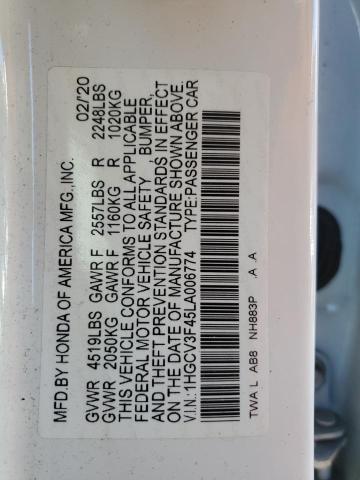 MFD.BY HONDA OF AMERICA MFG.,INC. 02/'20
GVWR 4519LBS GAWR F 2557LBS R 2248LBS
GVWR 2050KG GAWR F 1160KG R 1020KG
THIS VEHICLE CONFORMS TO ALL APPLICABLE
FEDERAL MOTOR VEHICLE SAFETY , BUMPER,
AND THEFT PREVENTION STANDARDS IN EFFECT
ON THE DATE OF MANUFACTURE SHOWN ABOVE.
V.I.N.:1HGCV3F45LA006774 TYPE:PASSENGER CAR
TWA L AB8 NH883P .A .A